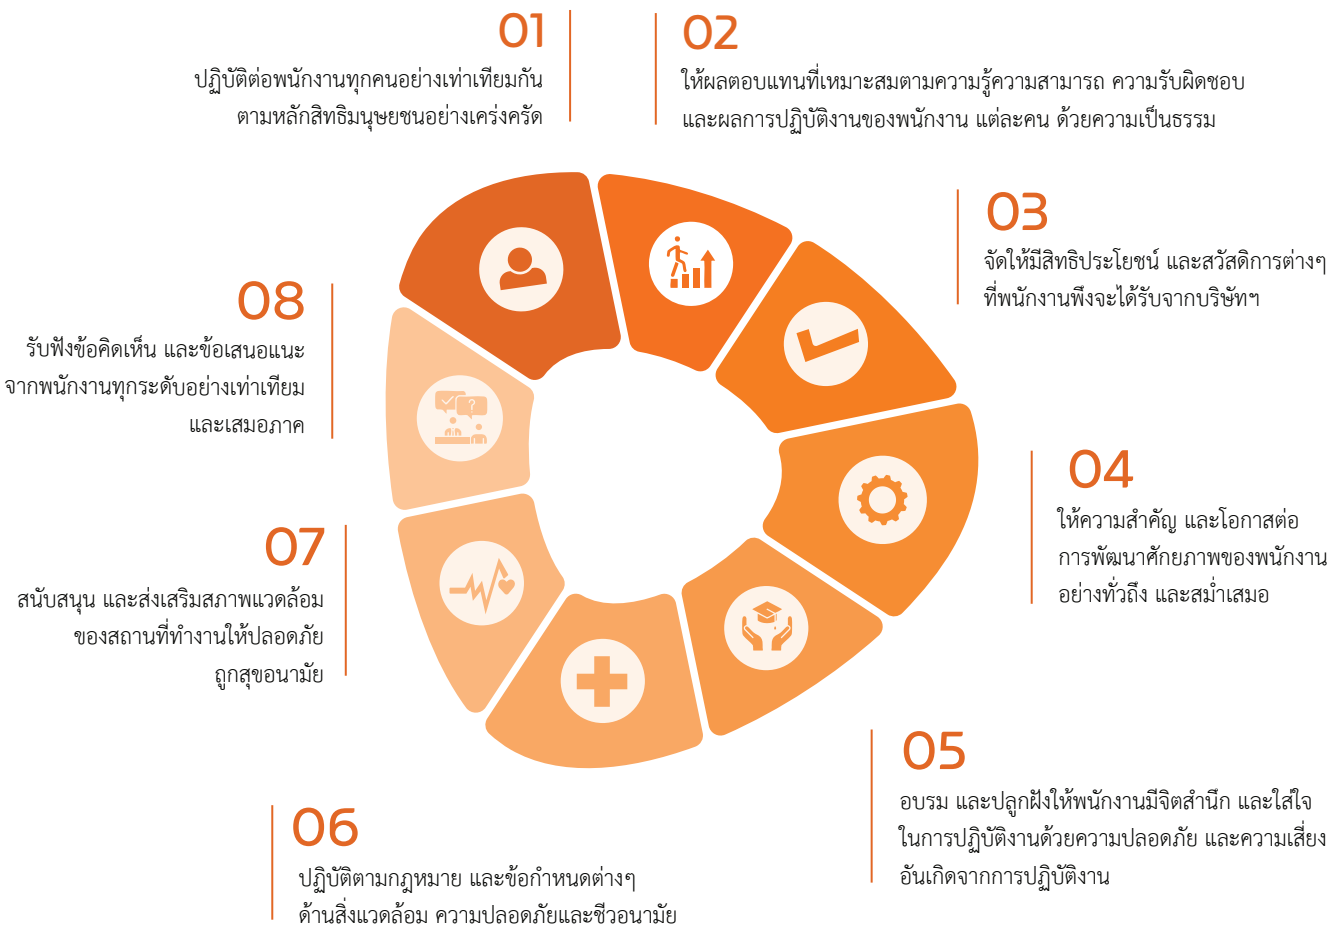 01
ปฏิบัติต่อพนักงานทุกคนอย่างเท่าเทียมกัน
ตามหลักสิทธิมนุษยชนอย่างเคร่งครัด
02
ให้ผลตอบแทนที่เหมาะสมตามความรู้ความสามารถ ความรับผิดชอบ
และผลการปฏิบัติงานของพนักงาน แต่ละคน ด้วยความเป็นธรรม
03
จัดให้มีสิทธิประโยชน์ และสวัสดิการต่างๆ
ที่พนักงานพึงจะได้รับจากบริษัทฯ
04
ให้ความสำคัญ และโอกาสต่อ
การพัฒนาศักยภาพของพนักงาน
อย่างทั่วถึง และสม่ำเสมอ
05
อบรม และปลูกฝังให้พนักงานมีจิตสำนึก และใส่ใจ
ในการปฏิบัติงานด้วยความปลอดภัย และความเสี่ยง
อันเกิดจากการปฏิบัติงาน
06
ปฏิบัติตามกฎหมาย และข้อกำหนดต่างๆ
ด้านสิ่งแวดล้อม ความปลอดภัยและชีวอนามัย
07
สนับสนุน และส่งเสริมสภาพแวดล้อม
ของสถานที่ทำงานให้ปลอดภัย
ถูกสุขอนามัย
08
รับฟังข้อคิดเห็น และข้อเสนอแนะ
จากพนักงานทุกระดับอย่างเท่าเทียม
และเสมอภาค
?